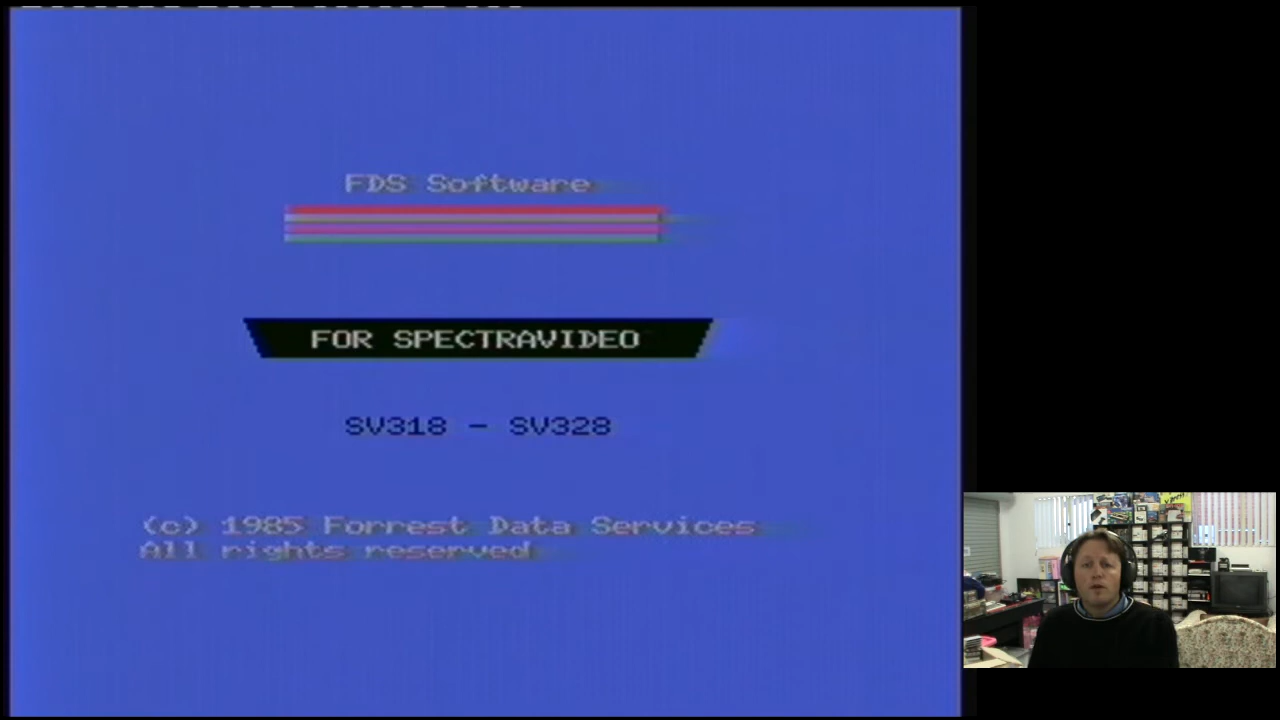 FDS Software
FOR SPECTRAVIDEO
SV318 - SV328
(c) 1985 Forrest Data Services
All rights reserved